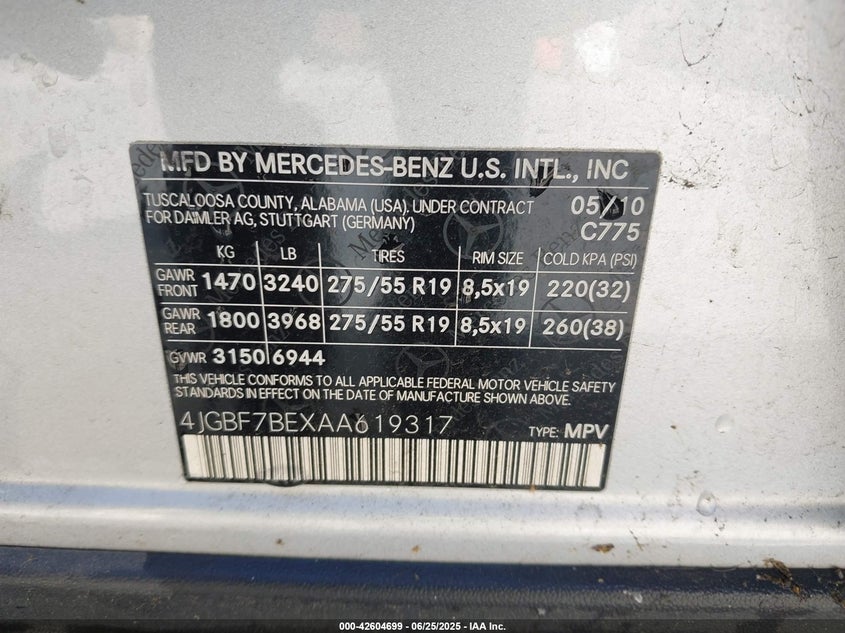 MFD BY MERCEDES-BENZ U.S. INTL., INC
TUSCALOOSA COUNTY, ALABAMA (USA). UNDER CONTRACT 05/10
FOR DAIMLER AG, STUTTGART (GERMANY) C775
KG LB TIRES RIM SIZE COLD KPA (PSI)
GAWR FRONT 1470 3240 275/55 R19 8,5x19 220(32)
GAWR REAR 1800 3968 275/55 R19 8,5x19 260(38)
GVWR 3150 6944
THIS VEHICLE CONFORMS TO ALL APPLICABLE FEDERAL MOTOR VEHICLE SAFETY
STANDARDS IN EFFECT ON THE DATE OF MANUFACTURE SHOWN ABOVE.
4JGBF7BEXAA619317 TYPE: MPV
000-42604699 - 06/25/2025 - IAA Inc.